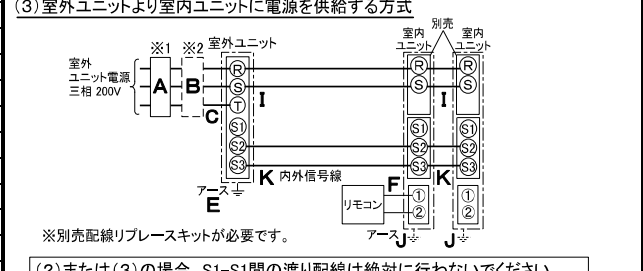 (3)室外ユニットより室内ユニットに電源を供給する方式
別売
※1 ※2 室外ユニット
室内
ユニット
室内
ユニット
室外
ユニット電源
三相 200V
A B C
R
S
T
S1
S2
S3
I
R
S
S1
S2
S3
I
R
S
S1
S2
S3
K 内外信号線
K
アース
E
F
リモコン
①
②
①
②
アース J
J
※別売配線リプレースキットが必要です。
(2)または(3)の場合、S1-S1間の渡り配線は絶対に行わないでください